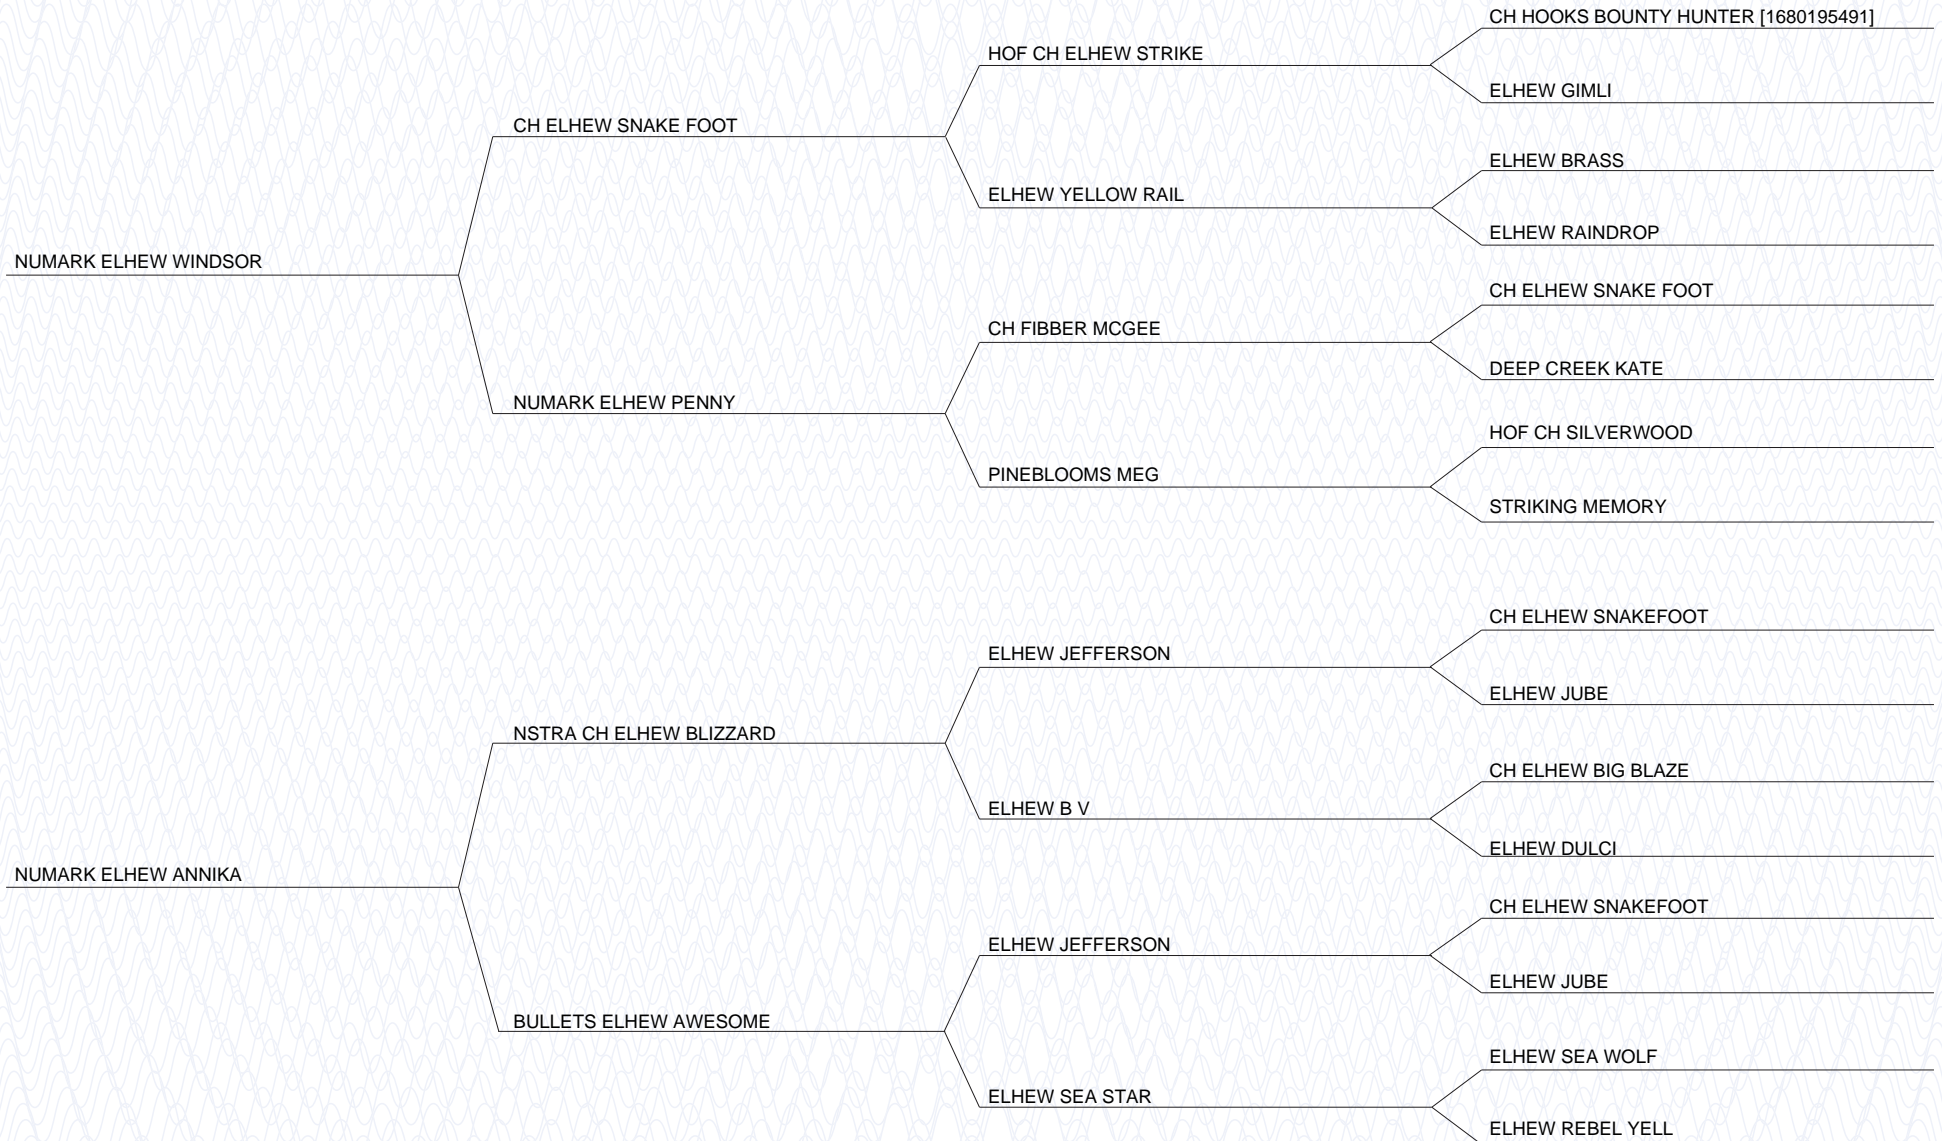 CH HOOKS BOUNTY HUNTER [1680195491]
HOF CH ELHEW STRIKE
ELHEW GIMLI
CH ELHEW SNAKE FOOT
ELHEW BRASS
ELHEW YELLOW RAIL
ELHEW RAINDROP
NUMARK ELHEW WINDSOR
CH ELHEW SNAKE FOOT
CH FIBBER MCGEE
DEEP CREEK KATE
NUMARK ELHEW PENNY
HOF CH SILVERWOOD
PINEBLOOMS MEG
STRIKING MEMORY
CH ELHEW SNAKEFOOT
ELHEW JEFFERSON
ELHEW JUBE
NSTRA CH ELHEW BLIZZARD
CH ELHEW BIG BLAZE
ELHEW B V
ELHEW DULCI
NUMARK ELHEW ANNIKA
CH ELHEW SNAKEFOOT
ELHEW JEFFERSON
ELHEW JUBE
BULLETS ELHEW AWESOME
ELHEW SEA WOLF
ELHEW SEA STAR
ELHEW REBEL YELL